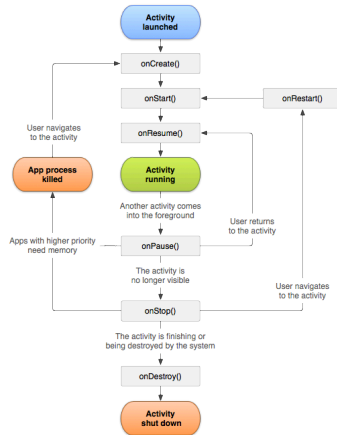 Activity
launched
onCreate()
onStart()
onRestart()
User navigates
to the activity
onResume()
App process
killed
Activity
running
Another activity comes
into the foreground
User returns
to the activity
Apps with higher priority
need memory
onPause()
The activity is
no longer visible
User navigates
to the activity
onStop()
The activity is finishing or
being destroyed by the system
onDestroy()
Activity
shut down